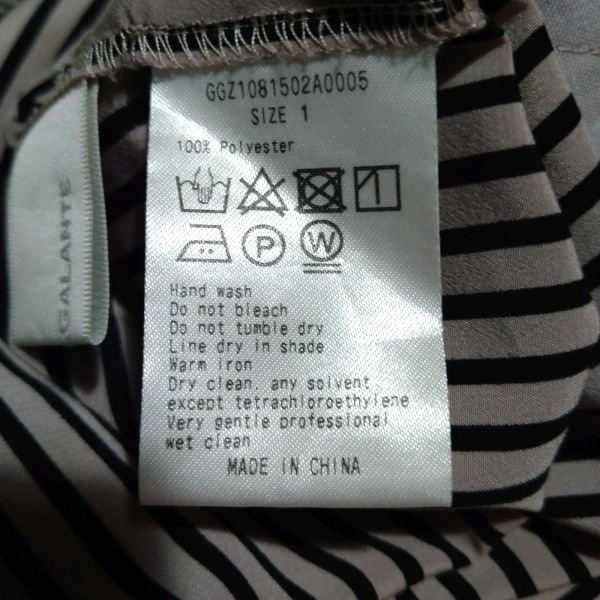 GGZ1081502A0005
SIZE 1
100% Polyester
P
W
Hand wash
Do not bleach
Do not tumble dry
Line dry in shade
Warm iron
Dry clean. any solvent
except tetrachloroethylene
Very gentle professional
wet clean
MADE IN CHINA
GALANTE